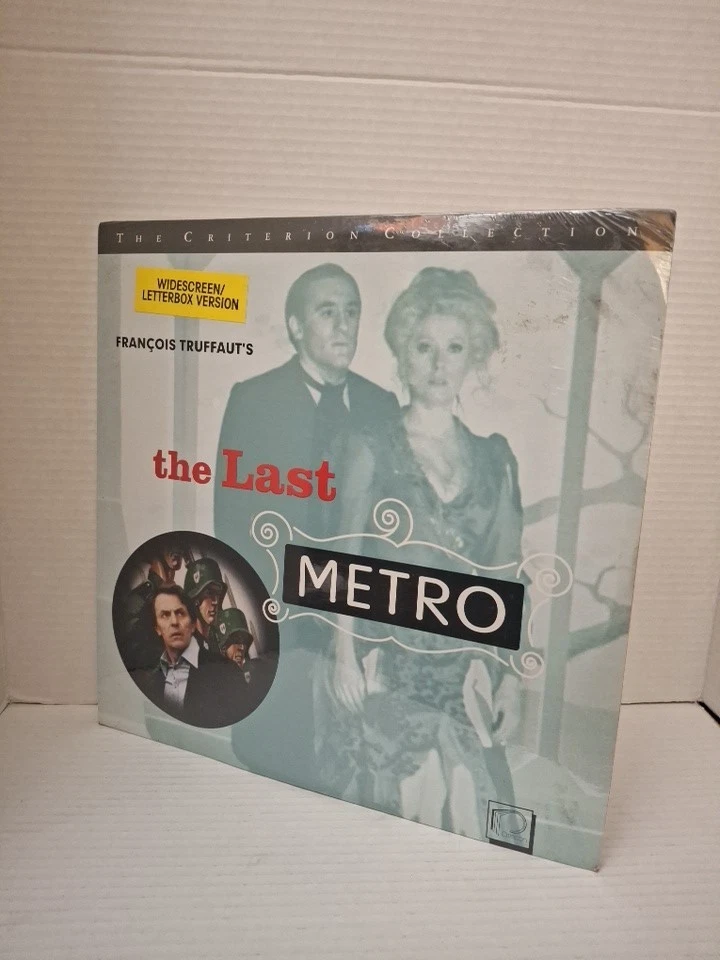 THE CRITERION COLLECTION
WIDESCREEN/
LETTERBOX VERSION
FRANÇOIS TRUFFAUT'S
the Last
METRO